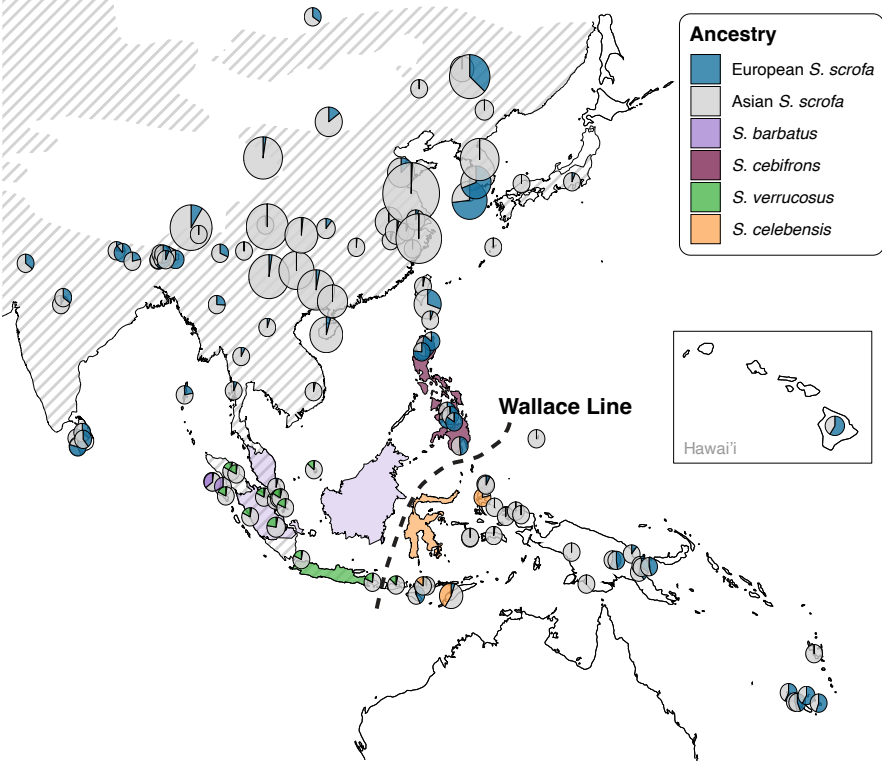 Ancestry
European S. scrofa
Asian S. scrofa
S. barbatus
S. cebifrons
S. verrucosus
S. celebensis
Wallace Line
Hawai'i